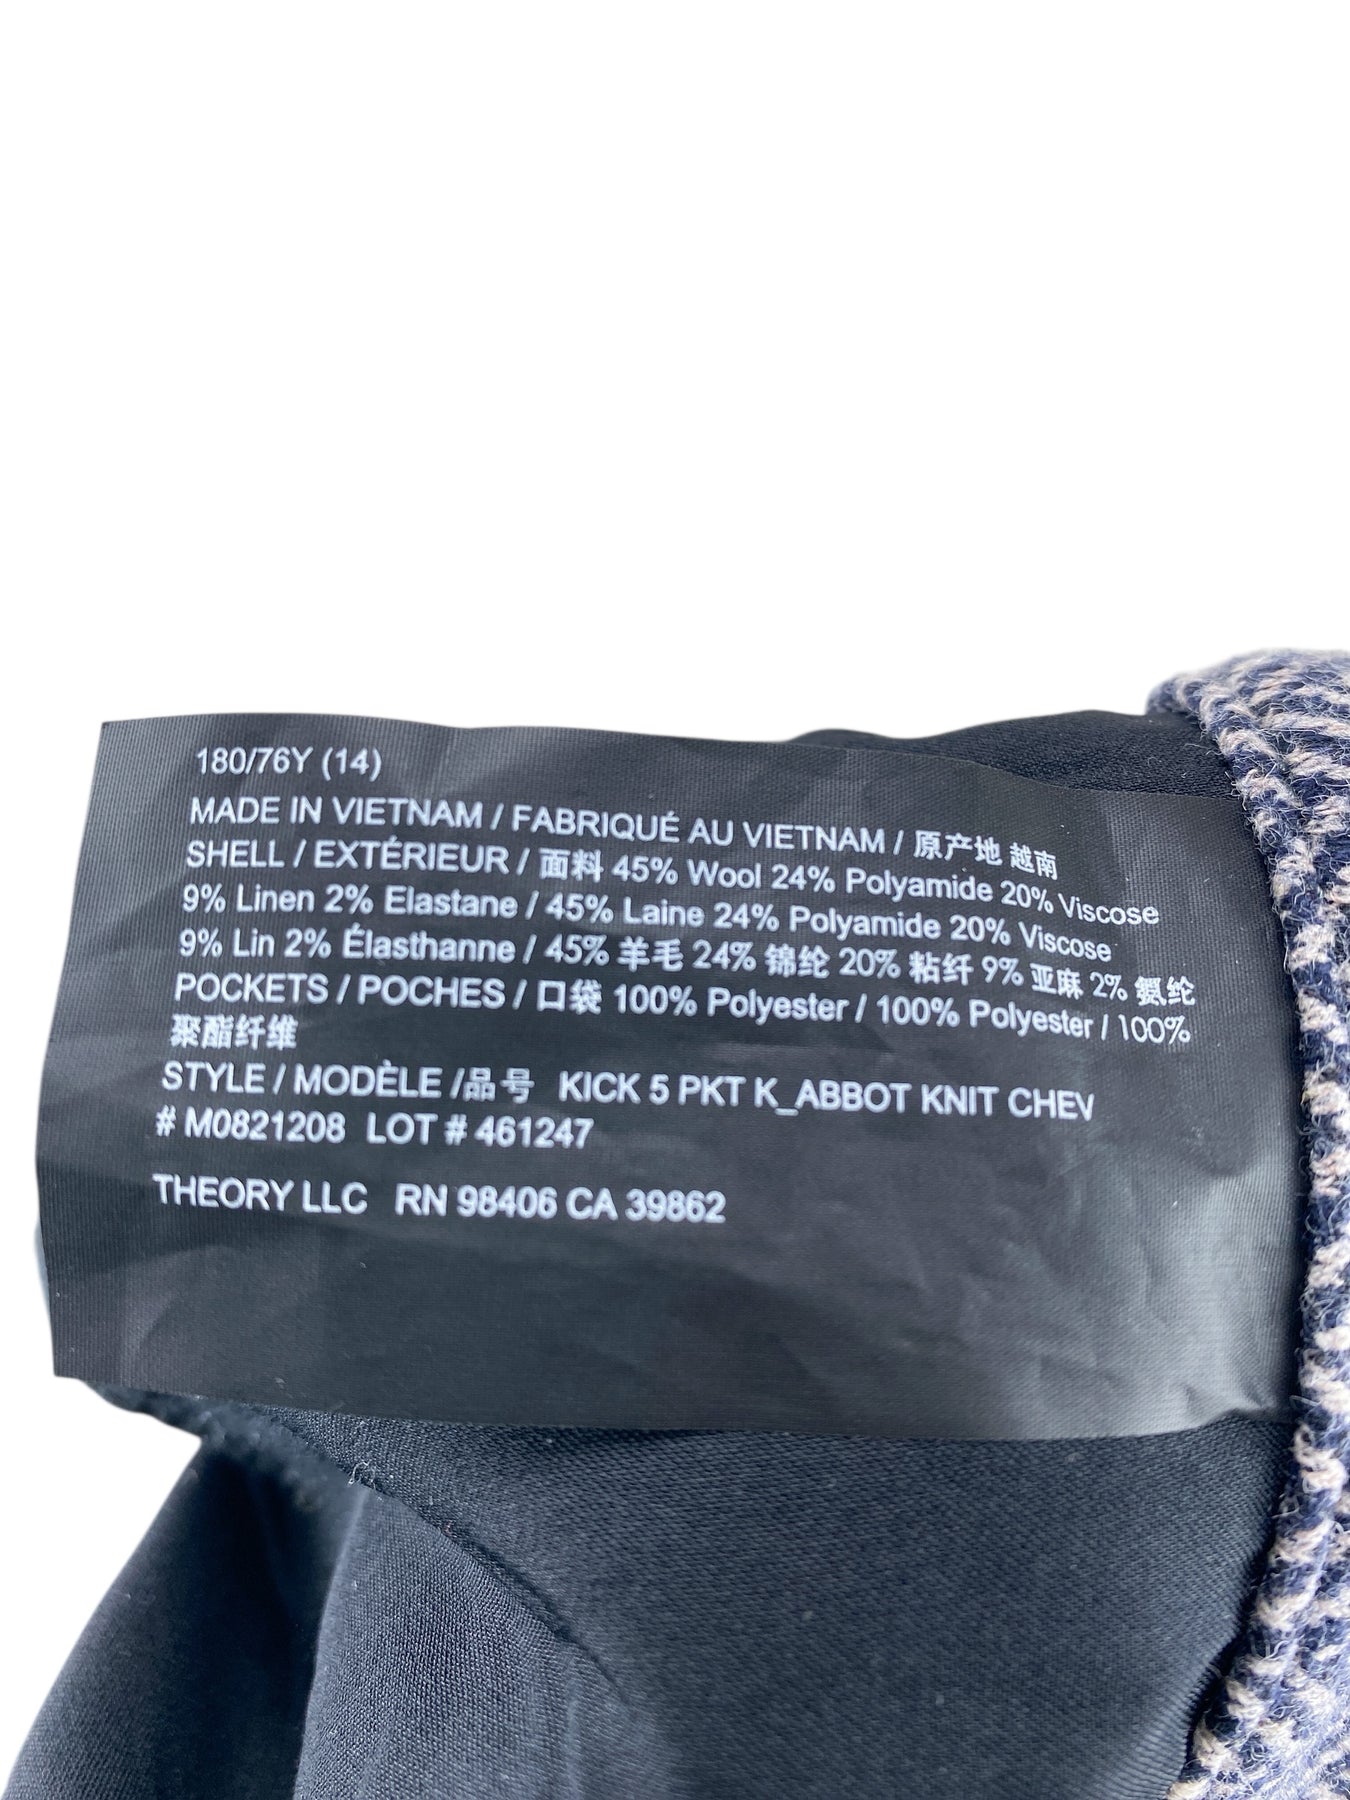 180/76Y (14)
MADE IN VIETNAM / FABRIQUÉ AU VIETNAM / 原产地 越南
SHELL / EXTÉRIEUR / 面料 45% Wool 24% Polyamide 20% Viscose
9% Linen 2% Elastane / 45% Laine 24% Polyamide 20% Viscose
9% Lin 2% Élasthanne / 45% 羊毛 24% 锦纶 20% 粘纤 9% 亚麻 2% 氨纶
POCKETS / POCHES / 口袋 100% Polyester / 100% Polyester / 100%
聚酯纤维
STYLE / MODÈLE /品号 KICK 5 PKT K_ABBOT KNIT CHEV
# M0821208 LOT # 461247
THEORY LLC RN 98406 CA 39862